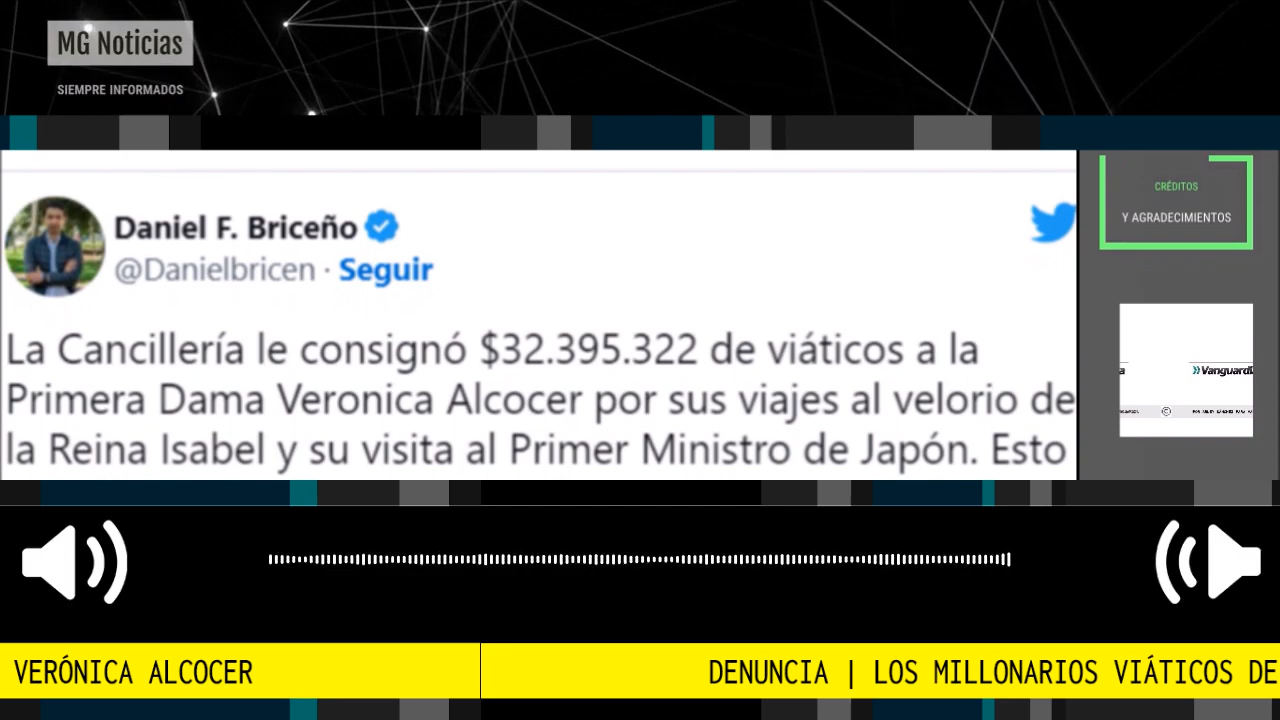 MG Noticias
SIEMPRE INFORMADOS
CRÉDITOS
Y AGRADECIMIENTOS
Daniel F. Briceño
@Danielbricen · Seguir
La Cancillería le consignó $32.395.322 de viáticos a la
Primera Dama Veronica Alcocer por sus viajes al velorio de
la Reina Isabel y su visita al Primer Ministro de Japón. Esto
a
Vanguardi
©
VERÓNICA ALCOCER
DENUNCIA | LOS MILLONARIOS VIÁTICOS DE